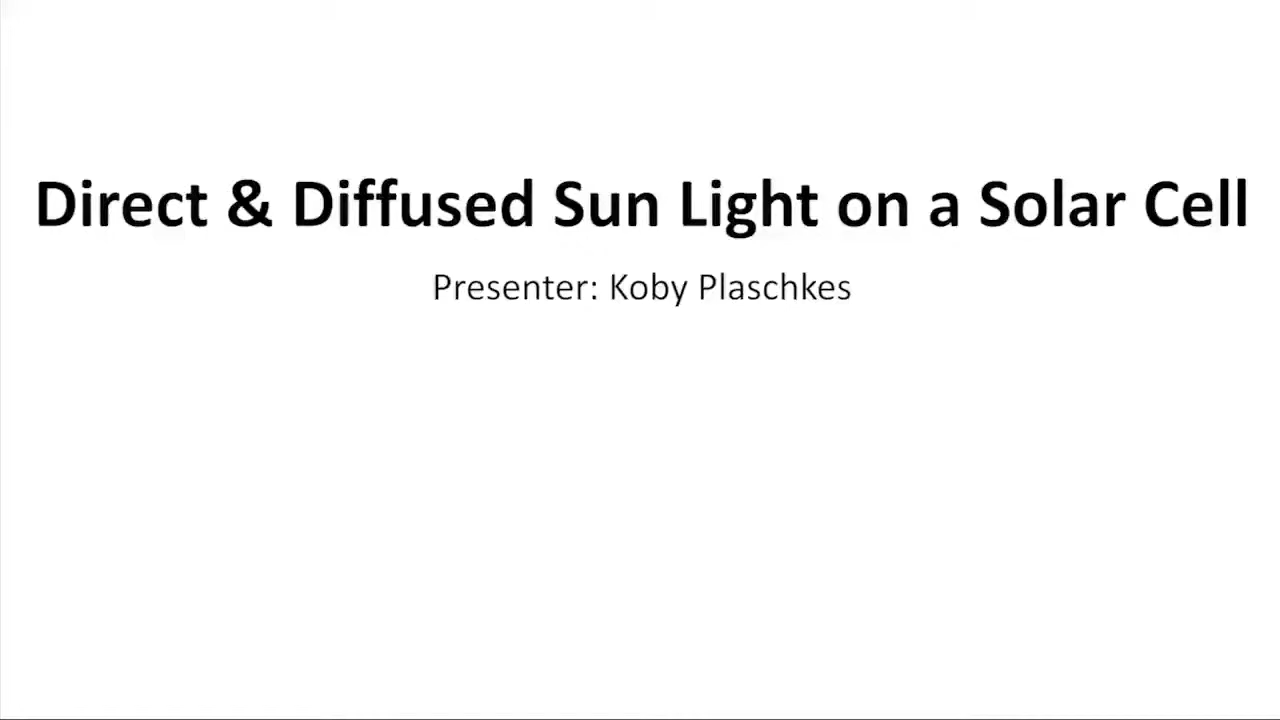 Direct & Diffused Sun Light on a Solar Cell
Presenter: Koby Plaschkes